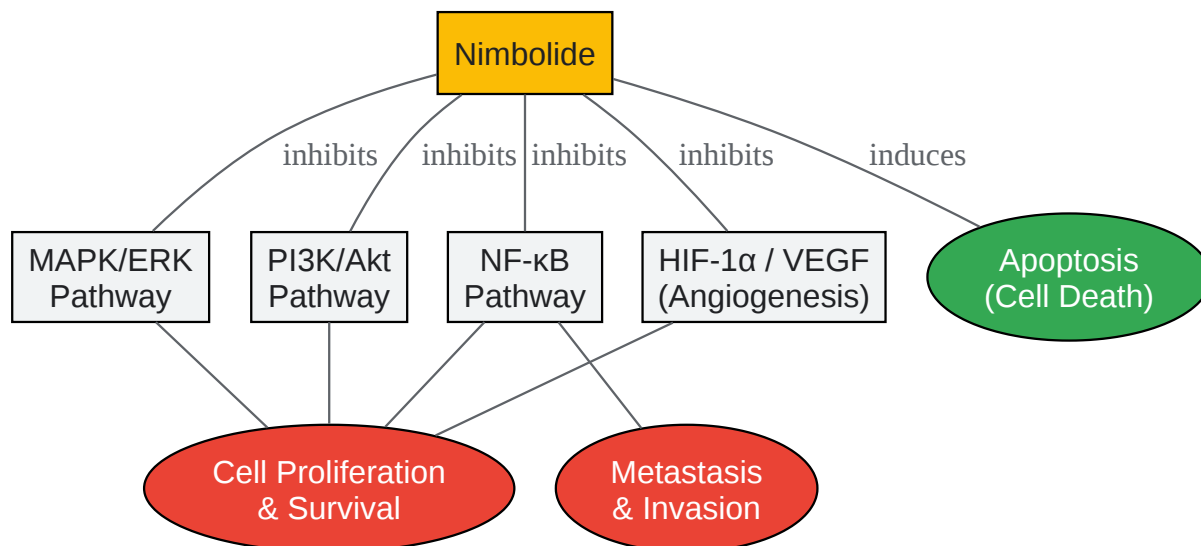 Nimbolide
inhibits
inhibits
inhibits
inhibits
induces
MAPK/ERK
Pathway
PI3K/Akt
Pathway
NF-κB
Pathway
HIF-1α / VEGF
(Angiogenesis)
Apoptosis
(Cell Death)
Cell Proliferation
& Survival
Metastasis
& Invasion